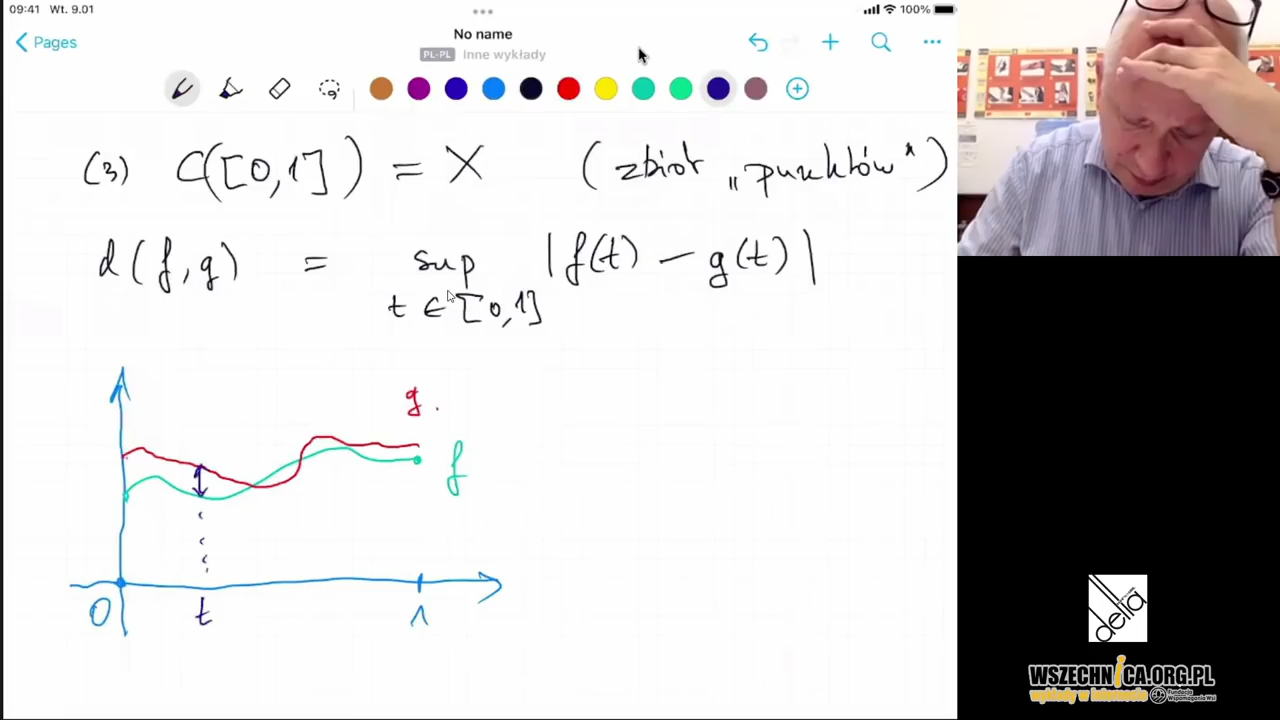 09:41 Wt. 9.01
100%
Pages
No name
PL-PL Inne wykłady
(3) C([0,1]) = X (zbiór „punktów")
d(f,g) = sup |f(t) − g(t)|
t ∈ [0,1]
g
f
0 t 1
delta
WSZECHNICA.ORG.PL
wykłady w internecie